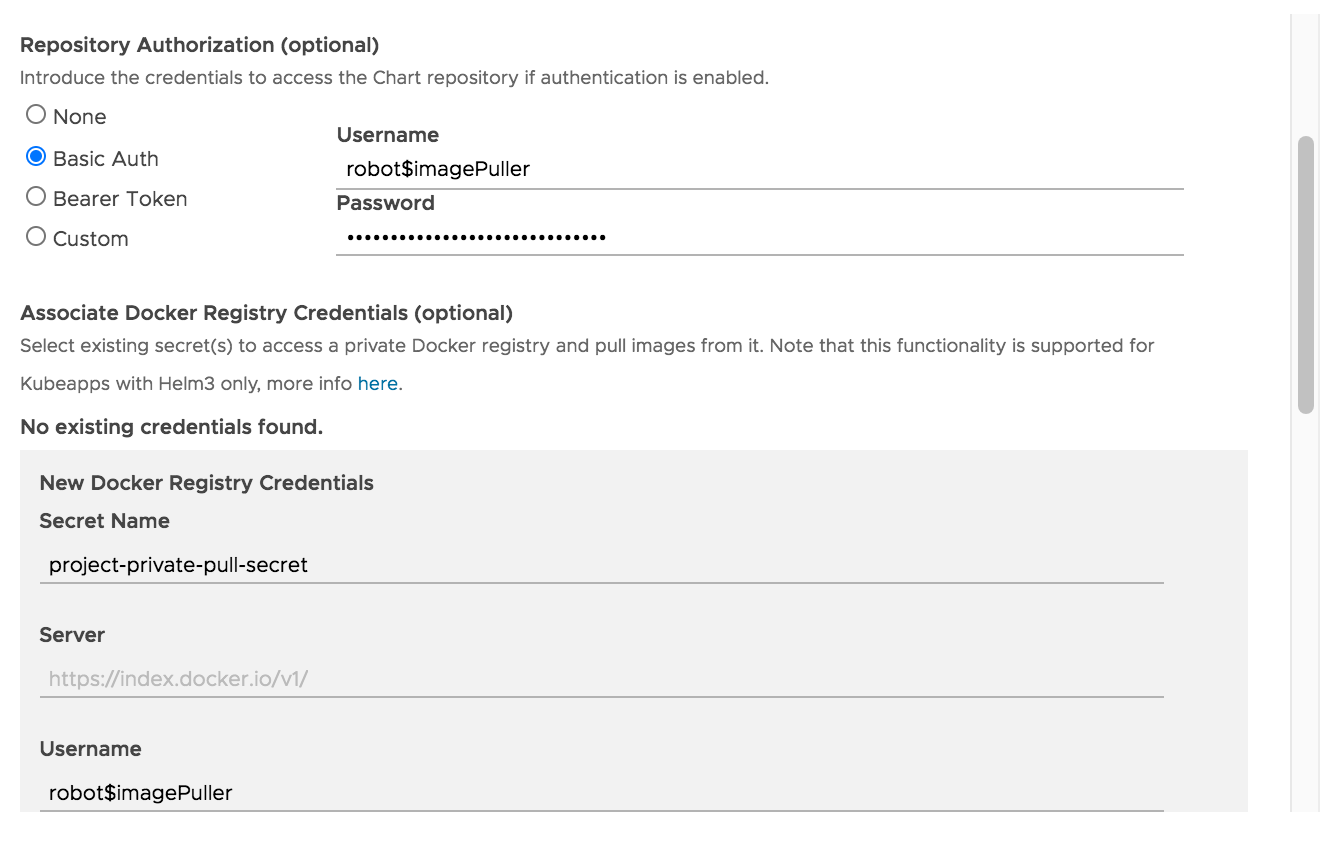 Repository Authorization (optional)
Introduce the credentials to access the Chart repository if authentication is enabled.
None
Basic Auth
Bearer Token
Custom
Username
robot$imagePuller
Password
••••••••••••••••••••••••••••••
Associate Docker Registry Credentials (optional)
Select existing secret(s) to access a private Docker registry and pull images from it. Note that this functionality is supported for
Kubeapps with Helm3 only, more info here.
No existing credentials found.
New Docker Registry Credentials
Secret Name
project-private-pull-secret
Server
https://index.docker.io/v1/
Username
robot$imagePuller